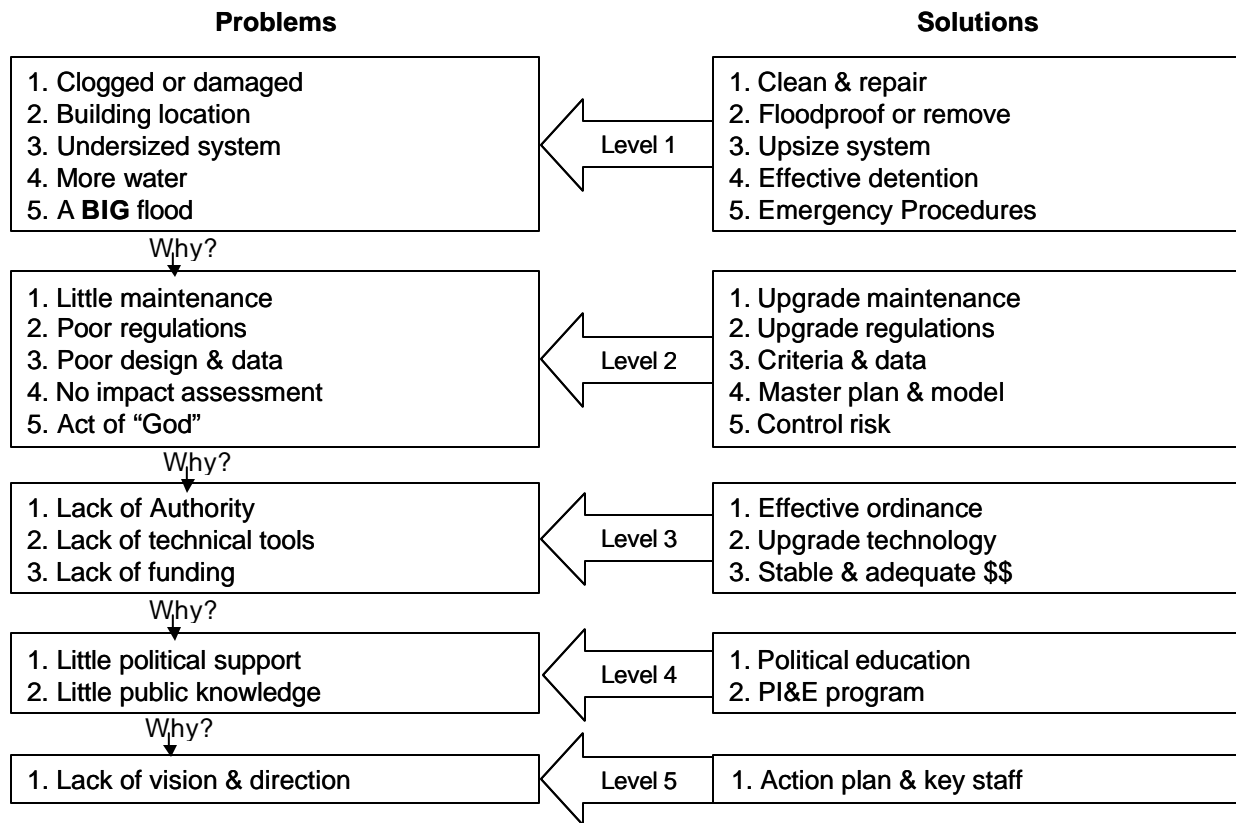 Problems
Solutions
1. Clogged or damaged
2. Building location
3. Undersized system
4. More water
5. A BIG flood
Level 1
1. Clean & repair
2. Floodproof or remove
3. Upsize system
4. Effective detention
5. Emergency Procedures
Why?
1. Little maintenance
2. Poor regulations
3. Poor design & data
4. No impact assessment
5. Act of “God”
Level 2
1. Upgrade maintenance
2. Upgrade regulations
3. Criteria & data
4. Master plan & model
5. Control risk
Why?
1. Lack of Authority
2. Lack of technical tools
3. Lack of funding
Level 3
1. Effective ordinance
2. Upgrade technology
3. Stable & adequate $$
Why?
1. Little political support
2. Little public knowledge
Level 4
1. Political education
2. PI&E program
Why?
1. Lack of vision & direction
Level 5
1. Action plan & key staff